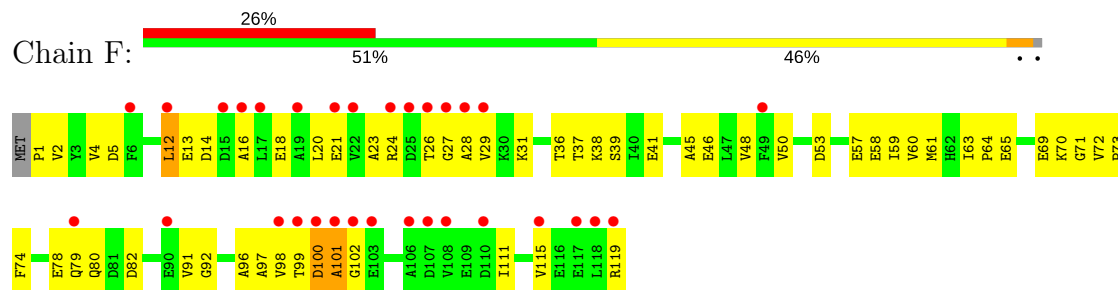 26%
Chain F:
51% 46% • •
MET P1 V2 Y3 V4 D5 F6 L12 E13 D14 D15 A16 L17 E18 A19 L20 E21 V22 A23 R24 D25 T26 G27 A28 V29 K30 K31 T36 T37 K38 S39 I40 E41 A45 E46 L47 V48 F49 V50 D53 E57 E58 I59 V60 M61 H62 I63 P64 E65 E69 K70 G71 V72
F74 E78 Q79 Q80 D81 D82 E90 V91 G92 A96 A97 V98 T99 D100 A101 G102 E103 A106 D107 V108 E109 D110 I111 V115 E116 E117 L118 R119